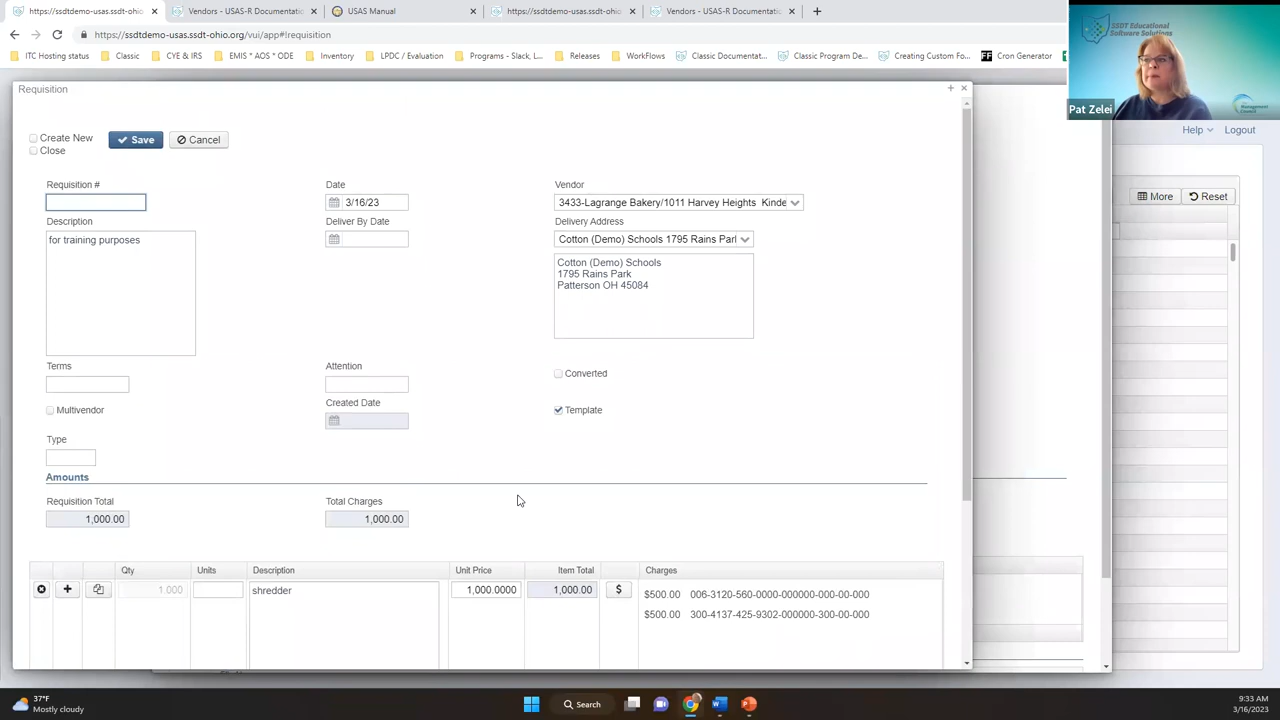 https://ssdtdemo-usas.ssdt-ohio
Vendors - USAS-R Documentatio
USAS Manual
https://ssdtdemo-usas.ssdt-ohio
Vendors - USAS-R Documentatio
https://ssdtdemo-usas.ssdt-ohio.org/vui/app#!requisition
ITC Hosting status
Classic
CYE & IRS
EMIS * AOS * ODE
Inventory
LPDC / Evaluation
Programs - Slack, L...
Releases
WorkFlows
Classic Documentat...
Classic Program De...
Creating Custom Fo...
Cron Generator
SSDT Educational
Software Solutions
Management
Council
Pat Zelei
Help
Logout
More
Reset
Requisition
Create New
Close
Save
Cancel
Requisition #
Date
Vendor
3/16/23
3433-Lagrange Bakery/1011 Harvey Heights Kinde
Description
Deliver By Date
Delivery Address
for training purposes
Cotton (Demo) Schools 1795 Rains Parl
Cotton (Demo) Schools
1795 Rains Park
Patterson OH 45084
Terms
Attention
Converted
Created Date
Multivendor
Template
Type
Amounts
Requisition Total
Total Charges
1,000.00
1,000.00
Qty
Units
Description
Unit Price
Item Total
Charges
1.000
shredder
1,000.0000
1,000.00
$
$500.00 006-3120-560-0000-000000-000-00-000
$500.00 300-4137-425-9302-000000-300-00-000
37°F
Mostly cloudy
Search
9:33 AM
3/16/2023